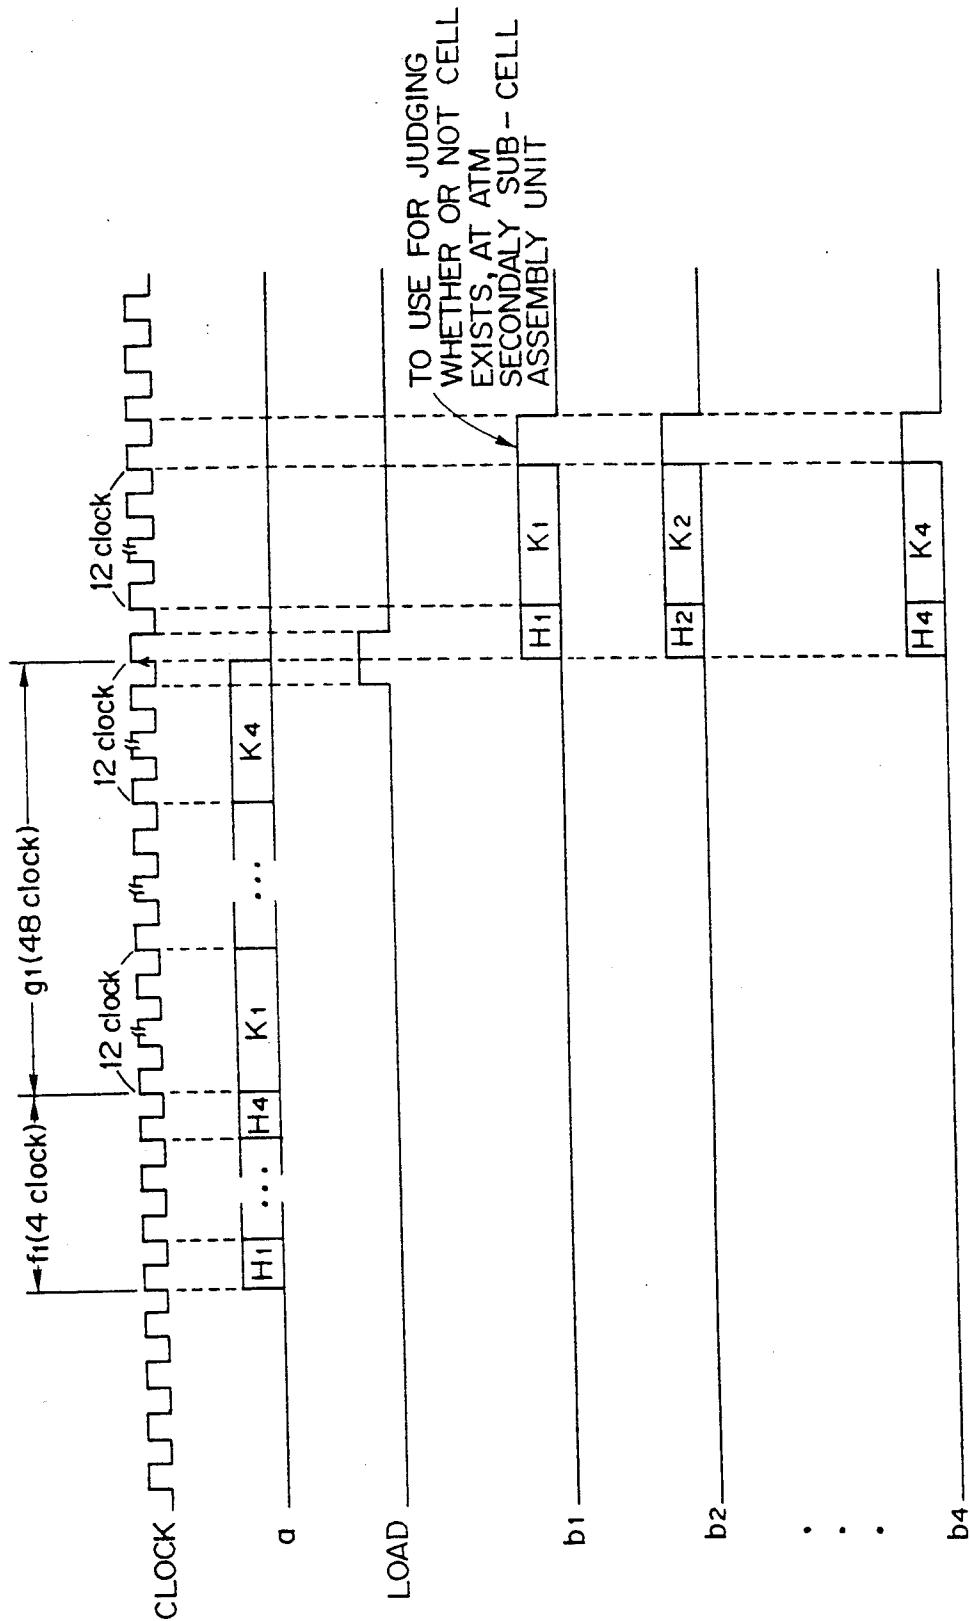 f1(4 clock)
g1(48 clock)
12 clock
12 clock
12 clock
CLOCK
a
H1
...
H4
K1
...
K4
LOAD
TO USE FOR JUDGING
WHETHER OR NOT CELL
EXISTS, AT ATM
SECONDALY SUB-CELL
ASSEMBLY UNIT
b1
H1
K1
b2
H2
K2
...
b4
H4
K4